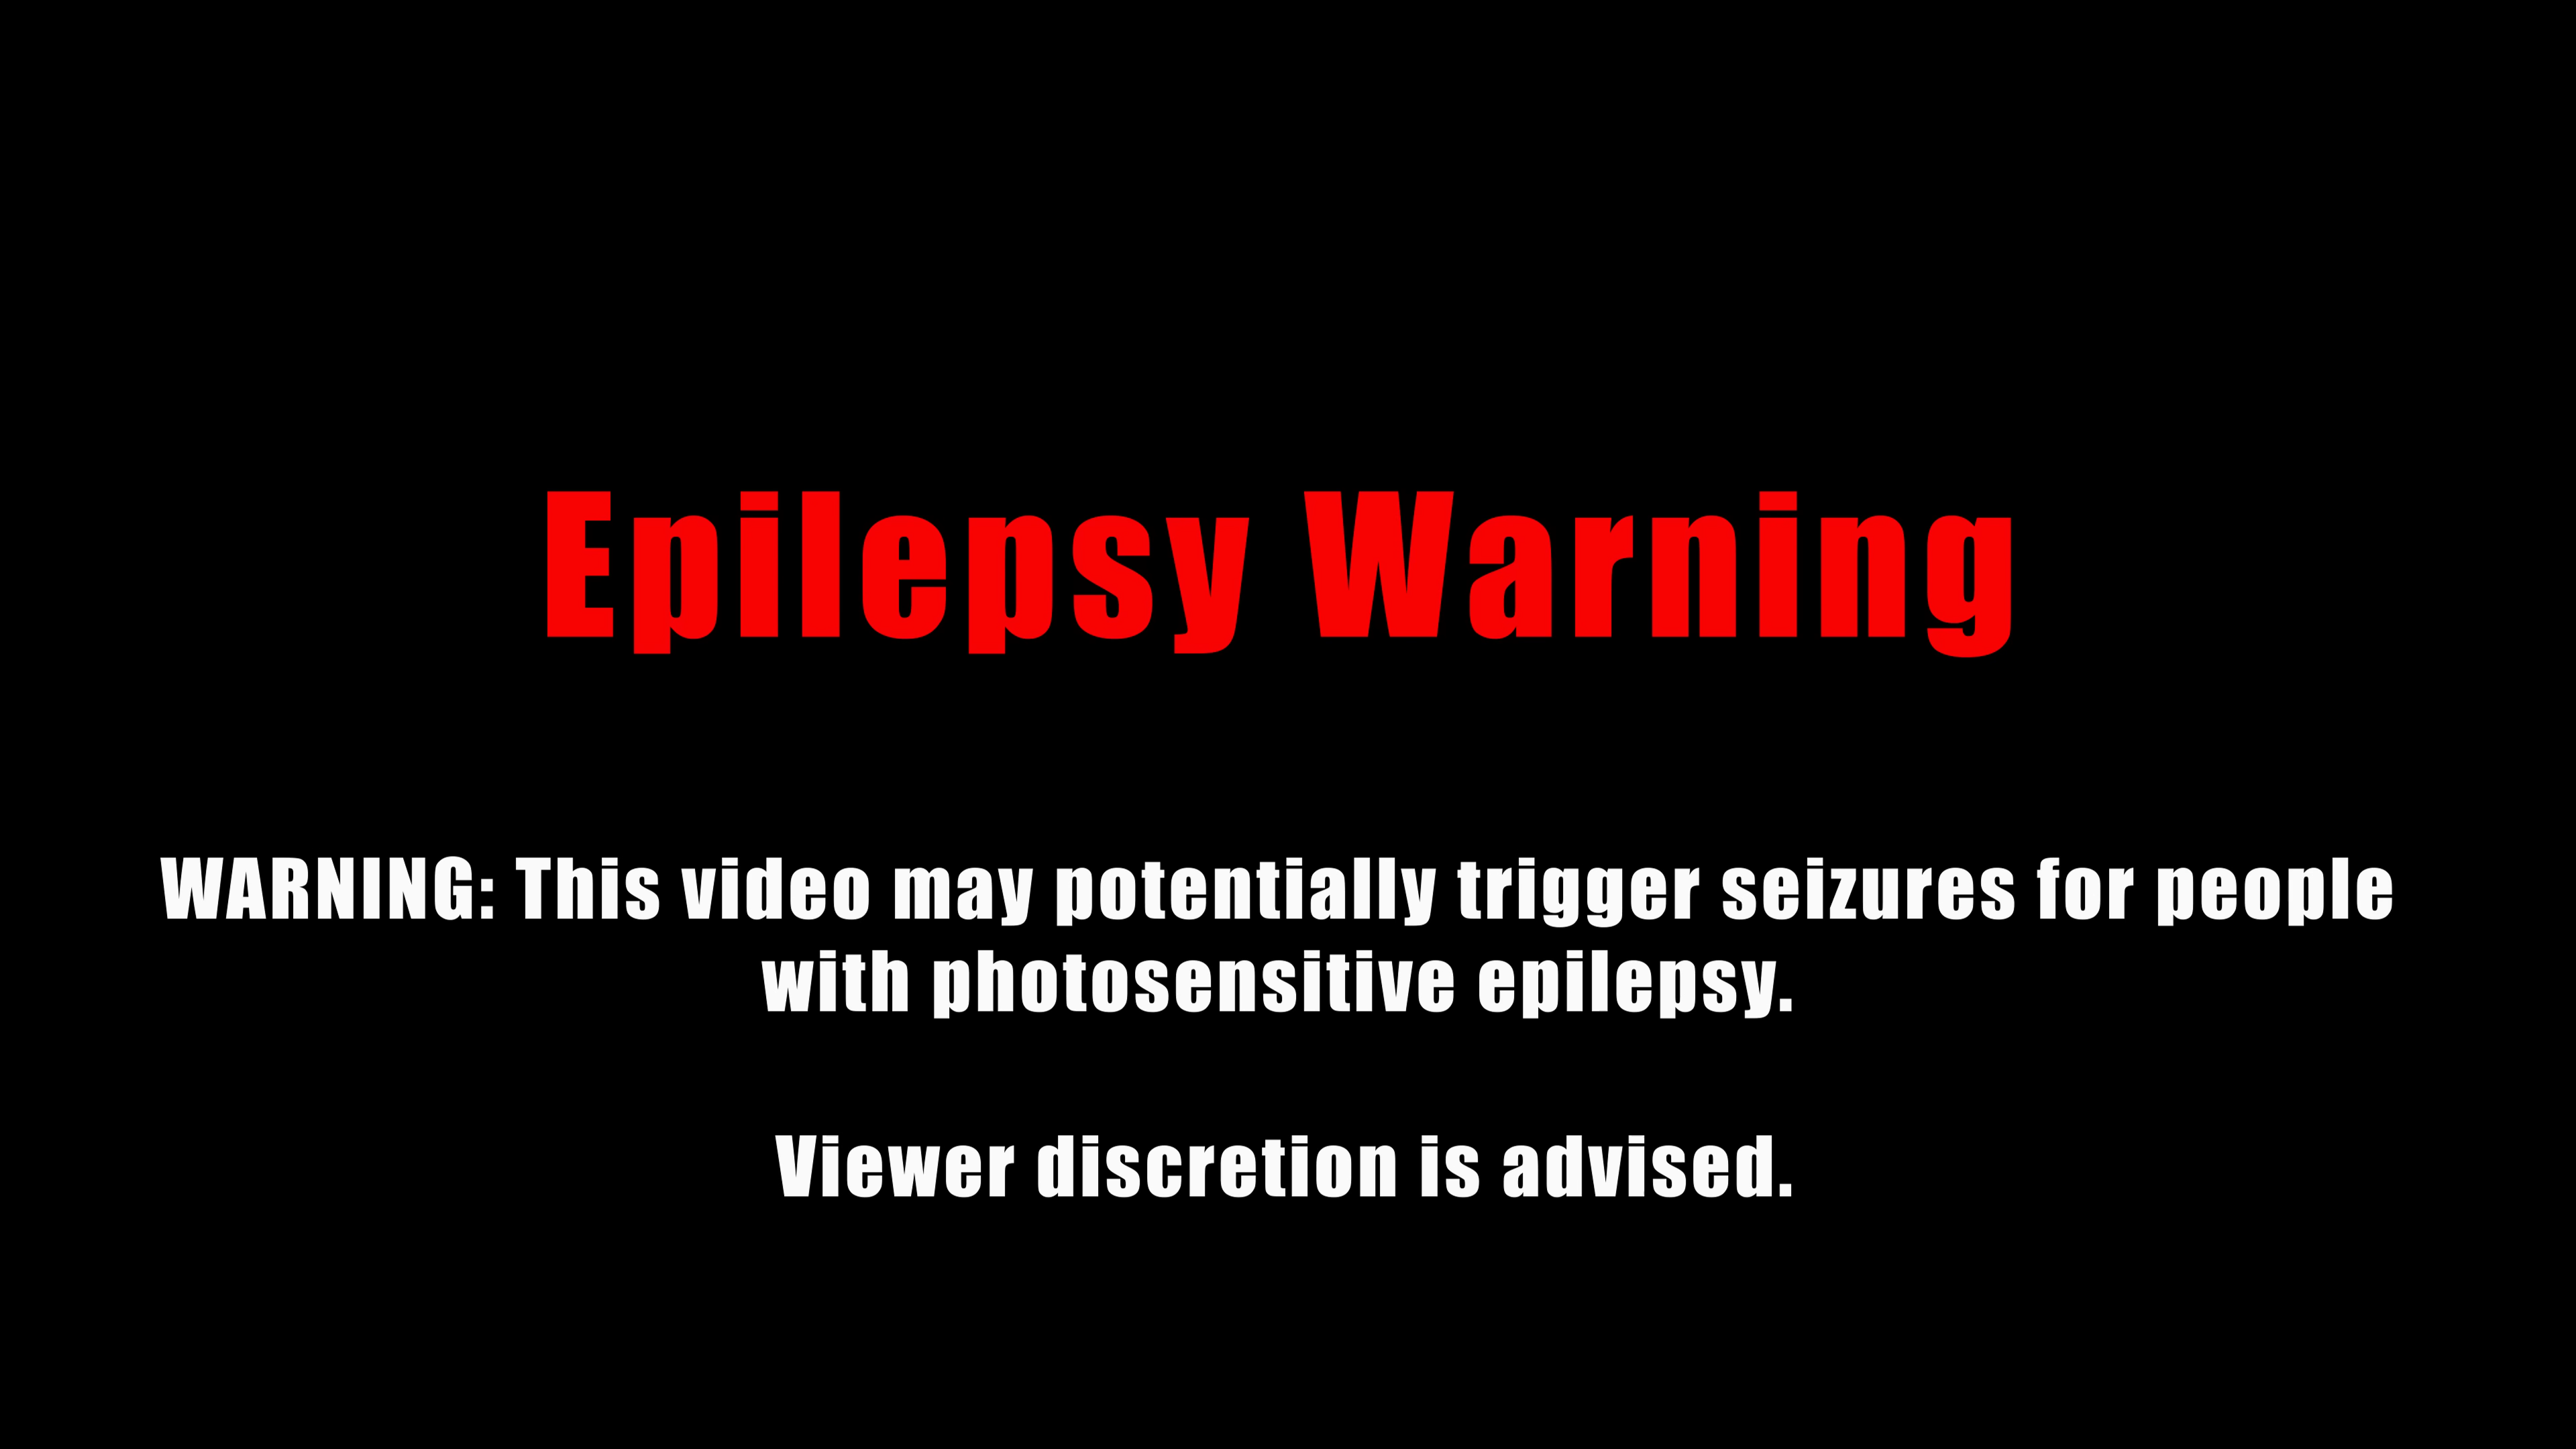 Epilepsy Warning
WARNING: This video may potentially trigger seizures for people
with photosensitive epilepsy.
Viewer discretion is advised.